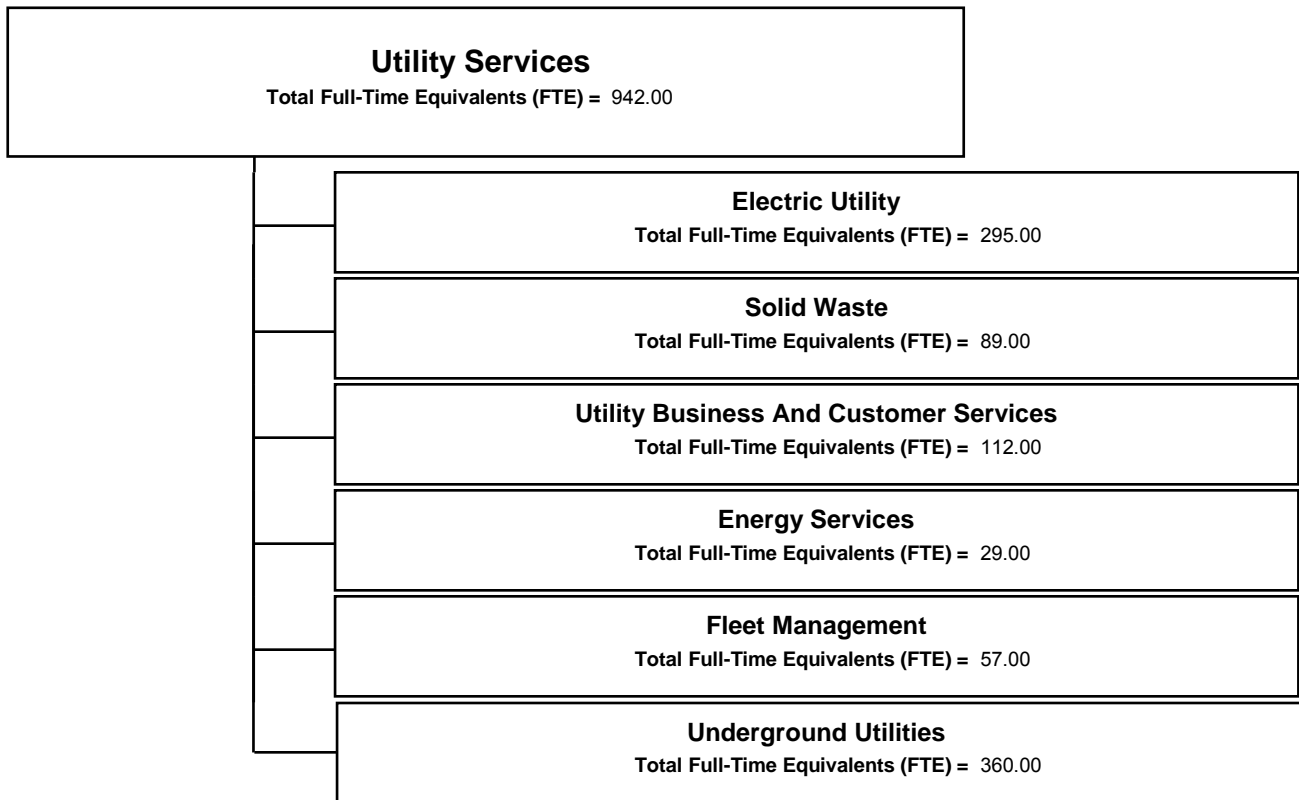 Utility Services
Total Full-Time Equivalents (FTE) = 942.00
Electric Utility
Total Full-Time Equivalents (FTE) = 295.00
Solid Waste
Total Full-Time Equivalents (FTE) = 89.00
Utility Business And Customer Services
Total Full-Time Equivalents (FTE) = 112.00
Energy Services
Total Full-Time Equivalents (FTE) = 29.00
Fleet Management
Total Full-Time Equivalents (FTE) = 57.00
Underground Utilities
Total Full-Time Equivalents (FTE) = 360.00